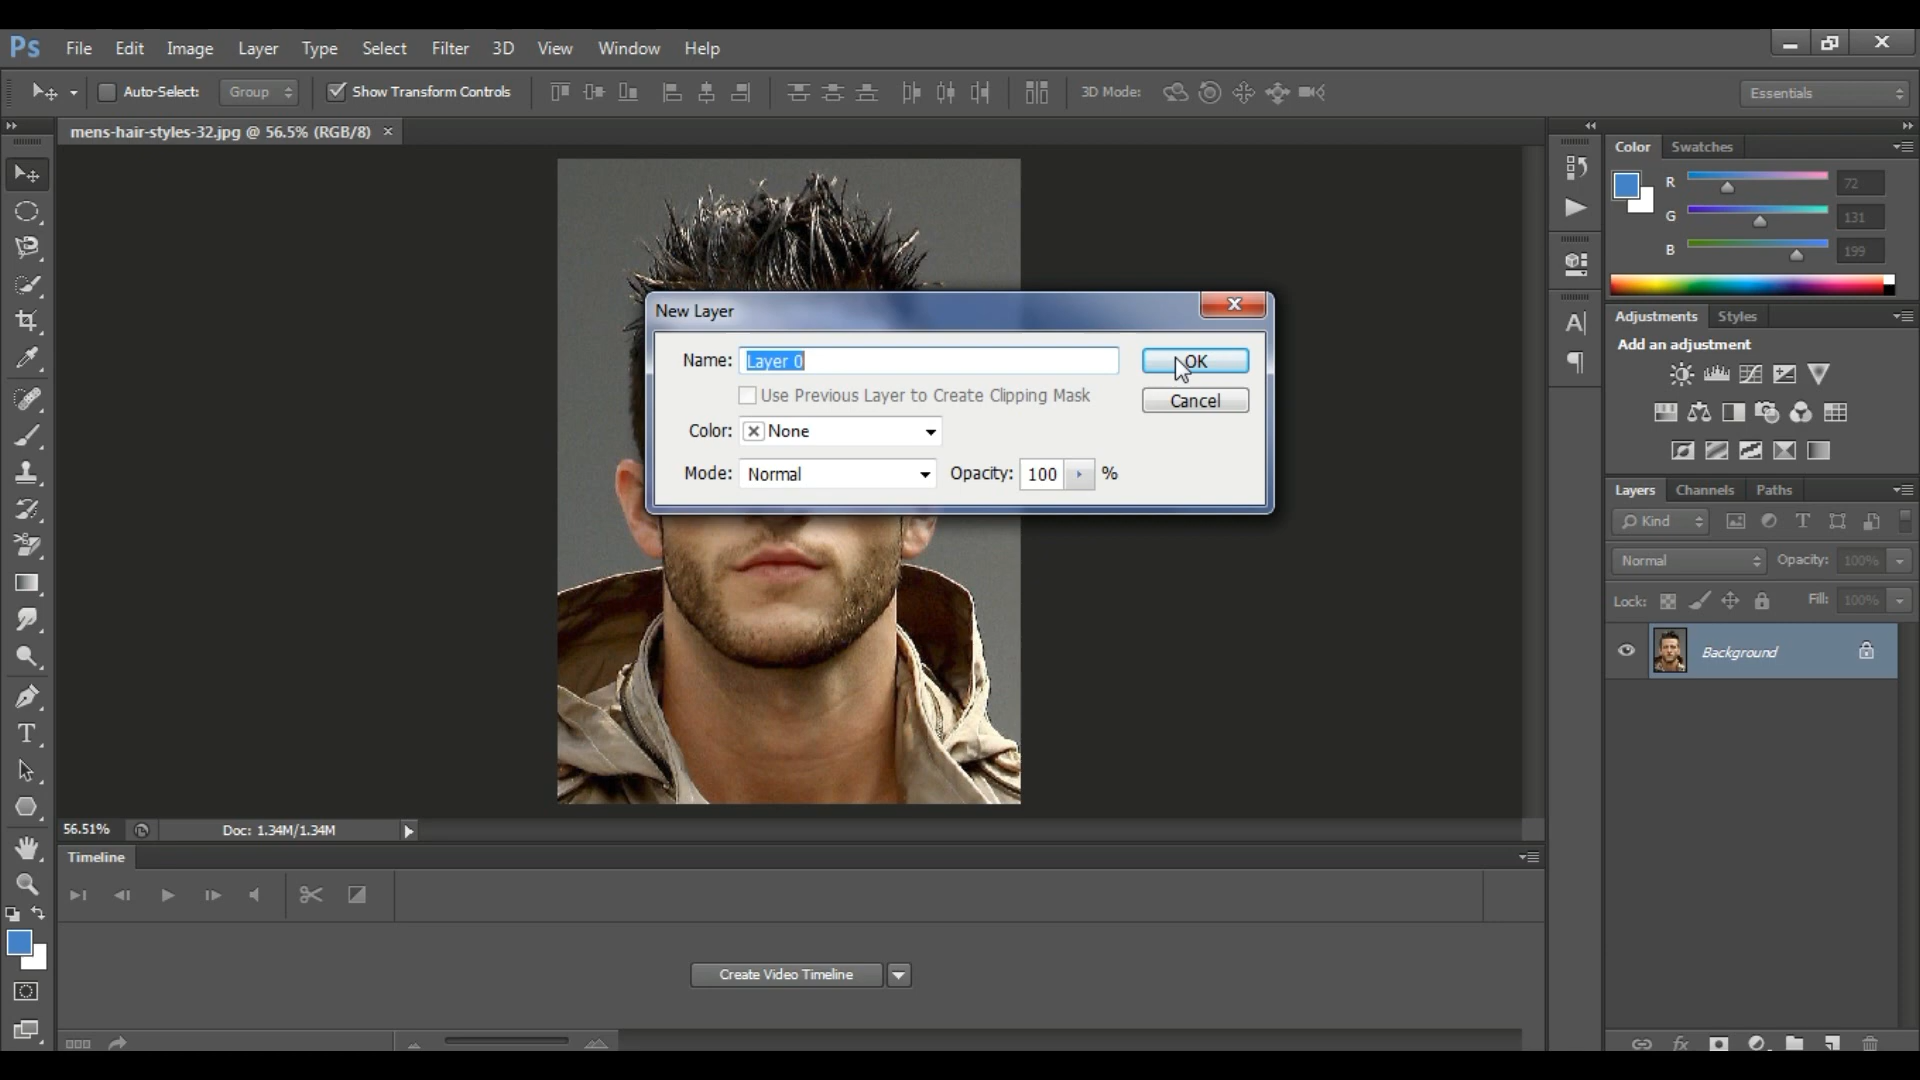 Ps File Edit Image Layer Type Select Filter 3D View Window Help
Auto-Select: Group Show Transform Controls 3D Mode: Essentials
mens-hair-styles-32.jpg @ 56.5% (RGB/8) ×
Color Swatches
R 72
G 131
B 199
New Layer
Name: Layer 0 OK
Use Previous Layer to Create Clipping Mask
Cancel
Color: None
Mode: Normal Opacity: 100 %
Adjustments Styles
Add an adjustment
Layers Channels Paths
Kind
Normal Opacity: 100%
Lock: Fill: 100%
Background
56.51% Doc: 1.34M/1.34M
Timeline
Create Video Timeline
fx